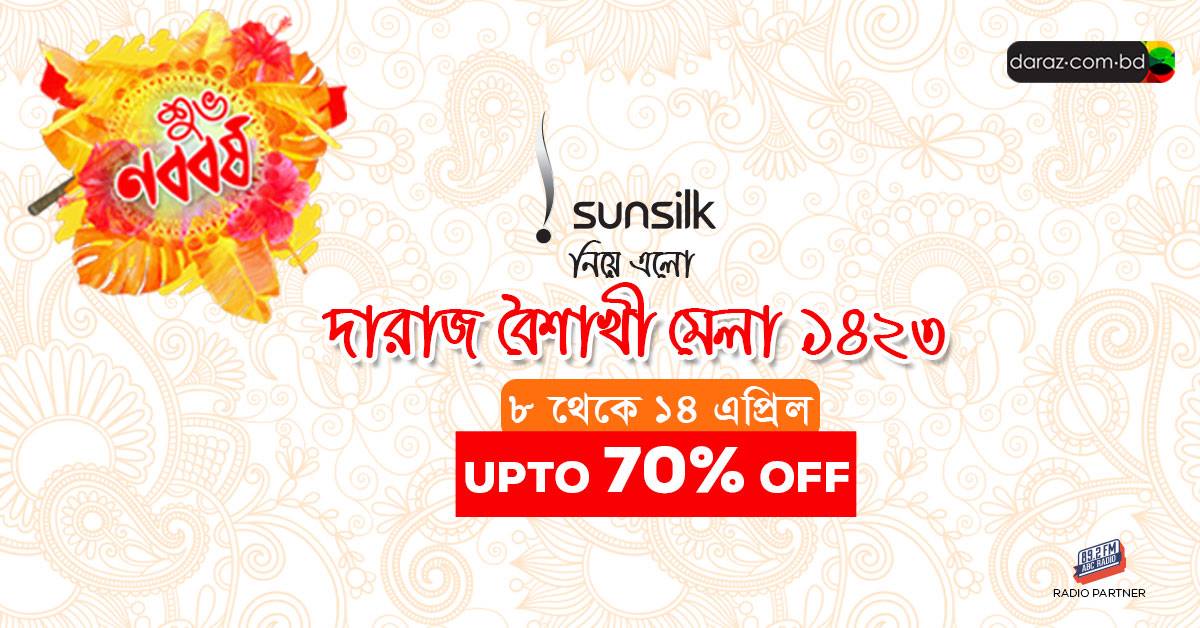 শুভ
ণববর্ষ
daraz.com.bd
sunsilk
নিয়ে এলো
দারাজ বৈশাখী মেলা ১৪২৩
৮ থেকে ১৪ এপ্রিল
UPTO 70% OFF
89.2 FM
ABC RADIO
RADIO PARTNER